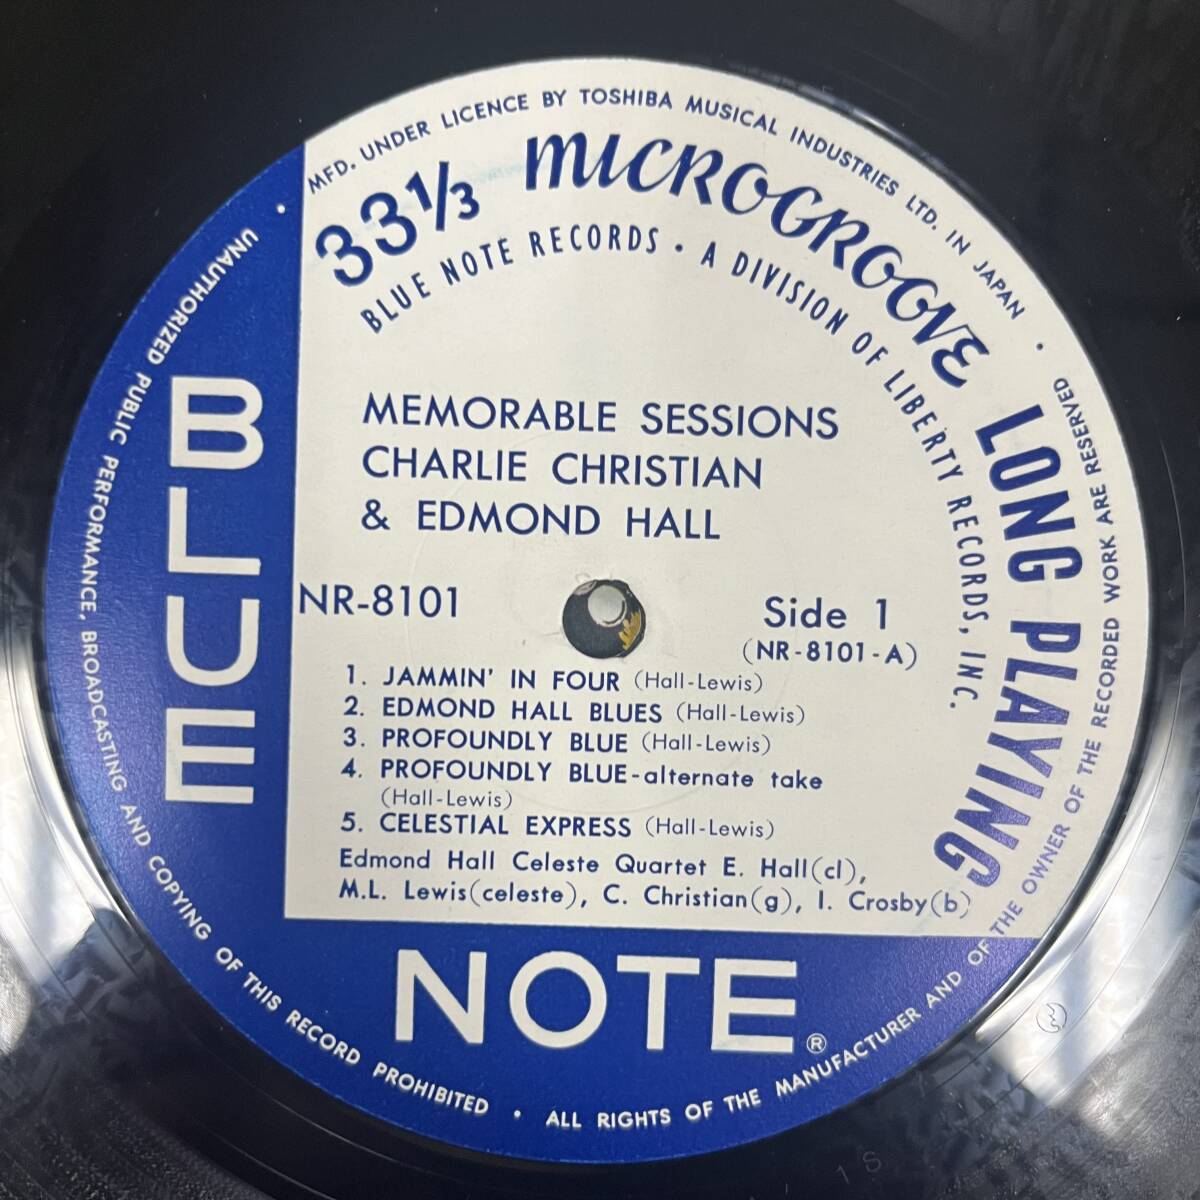 MFD. UNDER LICENCE BY TOSHIBA MUSICAL INDUSTRIES LTD. IN JAPAN •
33⅓ MICROGROOVE LONG PLAYING
BLUE NOTE RECORDS • A DIVISION OF LIBERTY RECORDS, INC.
MEMORABLE SESSIONS
CHARLIE CHRISTIAN
& EDMOND HALL
NR-8101
Side 1
(NR-8101-A)
1. JAMMIN' IN FOUR (Hall-Lewis)
2. EDMOND HALL BLUES (Hall-Lewis)
3. PROFOUNDLY BLUE (Hall-Lewis)
4. PROFOUNDLY BLUE-alternate take
(Hall-Lewis)
5. CELESTIAL EXPRESS (Hall-Lewis)
Edmond Hall Celeste Quartet E. Hall(cl),
M.L. Lewis(celeste), C. Christian(g), I. Crosby(b)
BLUE
NOTE®
• UNAUTHORIZED PUBLIC PERFORMANCE, BROADCASTING AND COPYING OF THIS RECORD PROHIBITED • ALL RIGHTS OF THE MANUFACTURER AND OF THE OWNER OF THE RECORDED WORK ARE RESERVED
1S